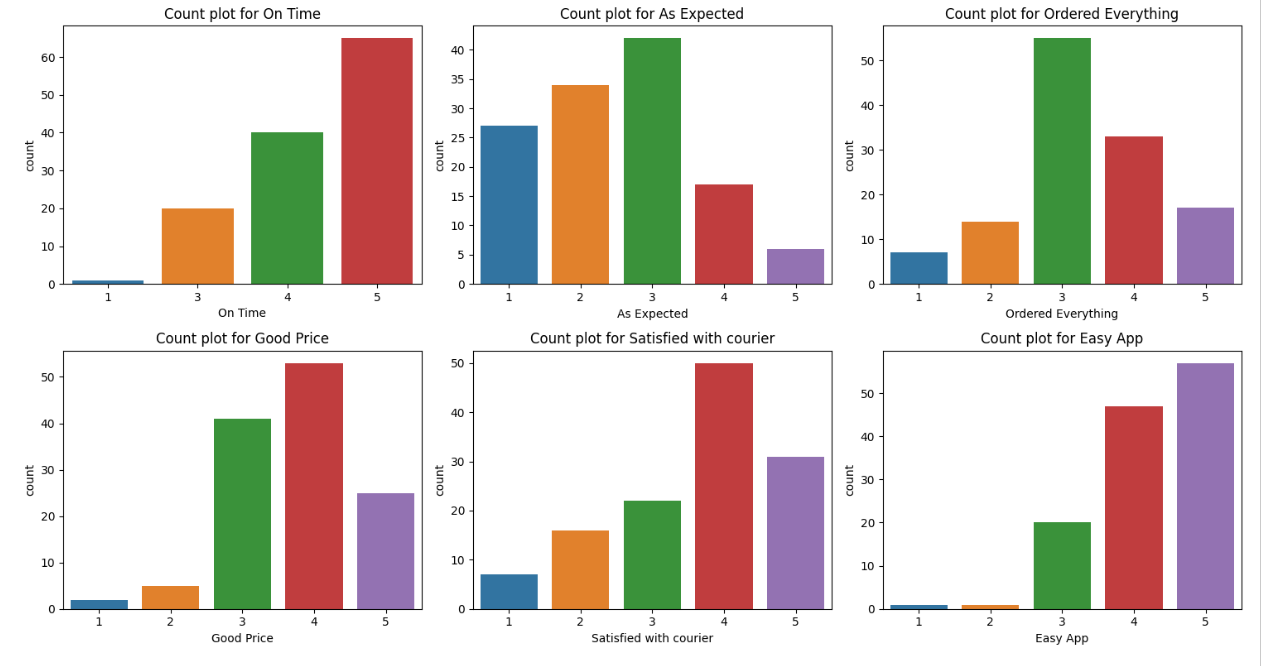 Count plot for On Time
count
60
50
40
30
20
10
0
1 3 4 5
On Time
Count plot for As Expected
count
40
35
30
25
20
15
10
5
0
1 2 3 4 5
As Expected
Count plot for Ordered Everything
count
50
40
30
20
10
0
1 2 3 4 5
Ordered Everything
Count plot for Good Price
count
50
40
30
20
10
0
1 2 3 4 5
Good Price
Count plot for Satisfied with courier
count
50
40
30
20
10
0
1 2 3 4 5
Satisfied with courier
Count plot for Easy App
count
50
40
30
20
10
0
1 2 3 4 5
Easy App